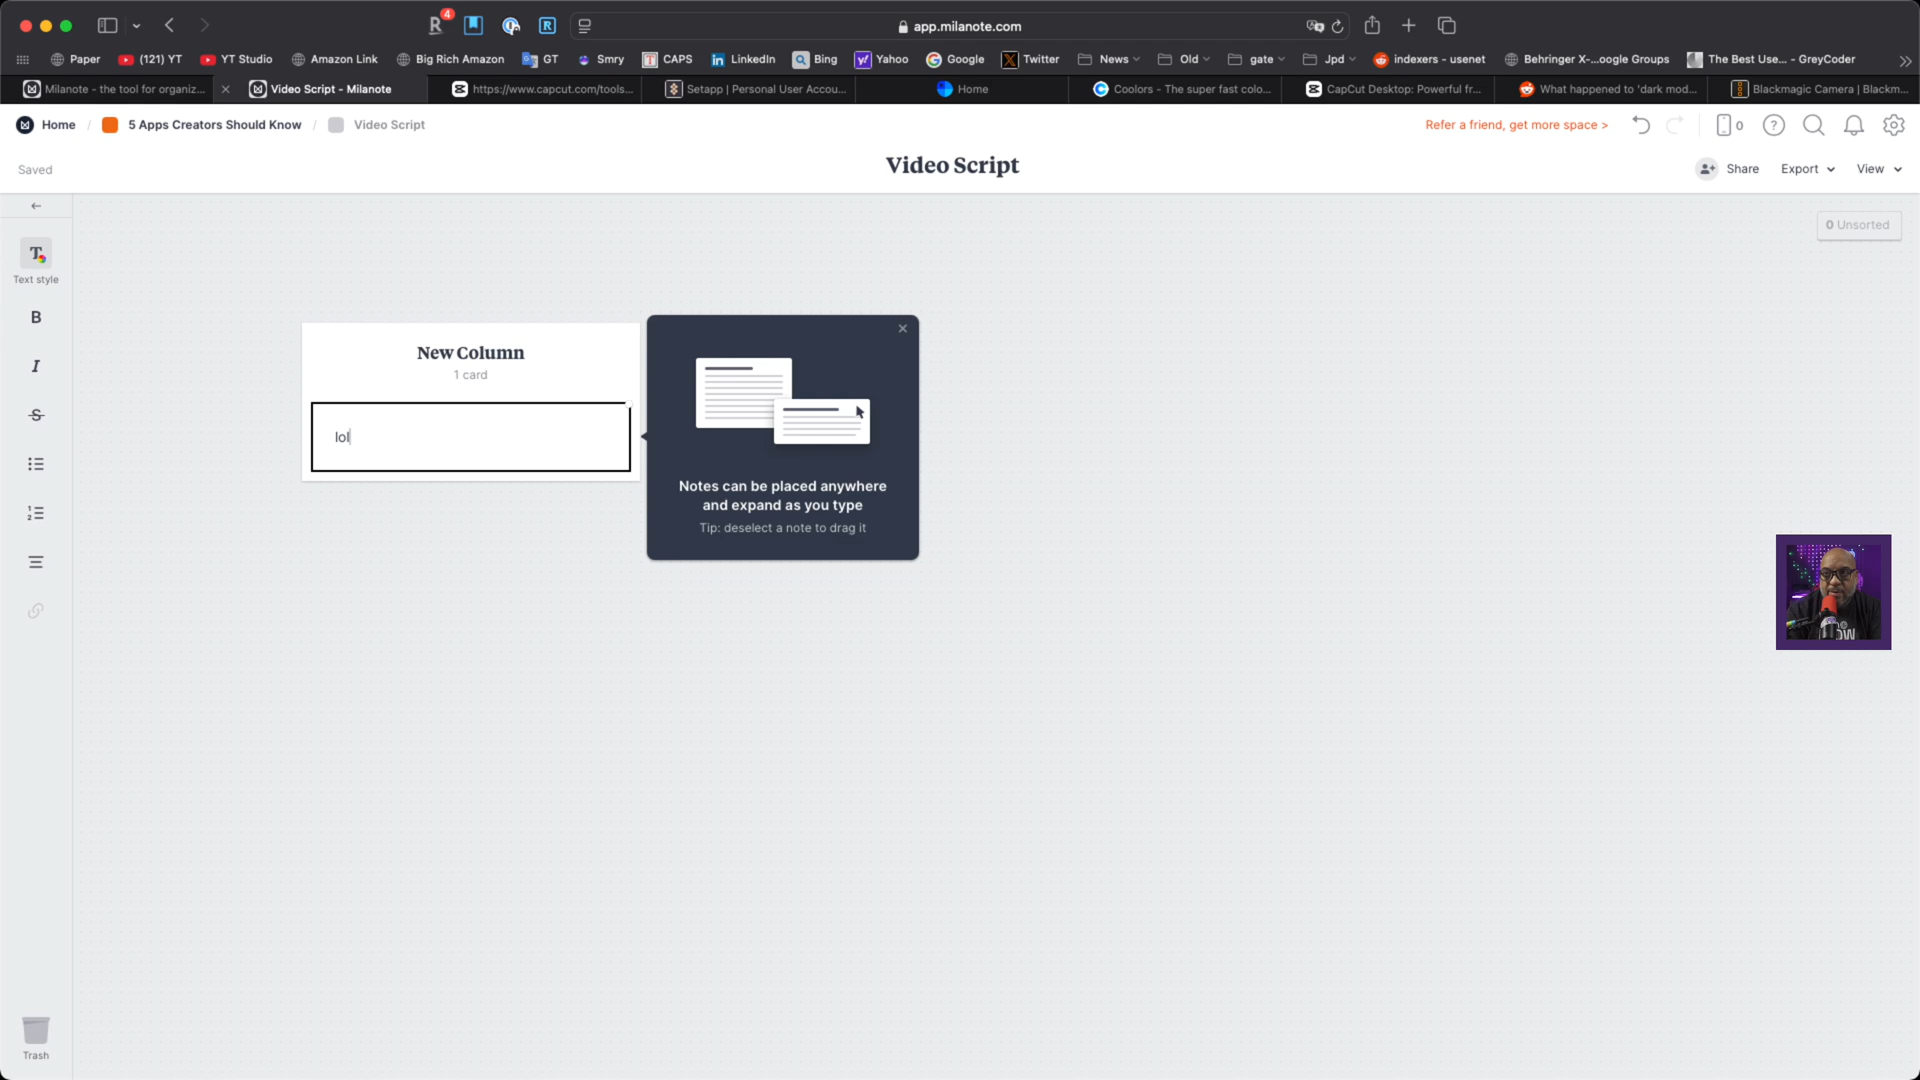 4
app.milanote.com
Paper
(121) YT
YT Studio
Amazon Link
Big Rich Amazon
GT
Smry
CAPS
LinkedIn
Bing
Yahoo
Google
Twitter
News
Old
gate
Jpd
indexers - usenet
Behringer X-...oogle Groups
The Best Use... - GreyCoder
Milanote - the tool for organiz...
Video Script - Milanote
https://www.capcut.com/tools...
Setapp | Personal User Accou...
Home
Coolors - The super fast colo...
CapCut Desktop: Powerful fr...
What happened to 'dark mod...
Blackmagic Camera | Blackm...
Home / 5 Apps Creators Should Know / Video Script
Refer a friend, get more space >
0
Saved
Video Script
Share
Export
View
0 Unsorted
Text style
B
I
S
New Column
1 card
lol
Notes can be placed anywhere
and expand as you type
Tip: deselect a note to drag it
Trash